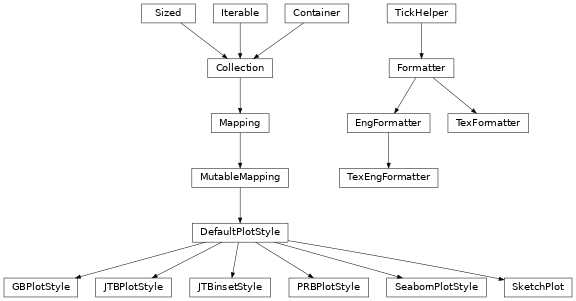 Sized
Iterable
Container
TickHelper
Collection
Formatter
Mapping
EngFormatter
TexFormatter
MutableMapping
TexEngFormatter
DefaultPlotStyle
GBPlotStyle
JTBPlotStyle
JTBinsetStyle
PRBPlotStyle
SeabornPlotStyle
SketchPlot